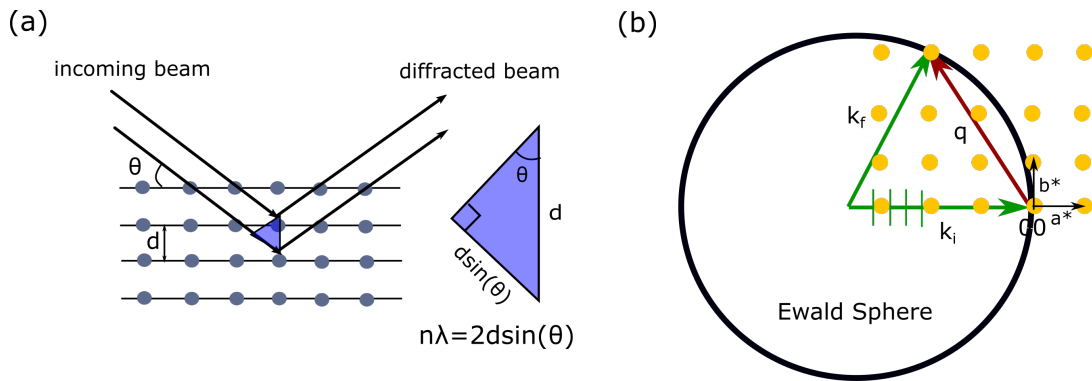 (a)
incoming beam
diffracted beam
θ
d
θ
d
dsin(θ)
nλ=2dsin(θ)
(b)
k_f
q
b*
00
a*
k_i
Ewald Sphere